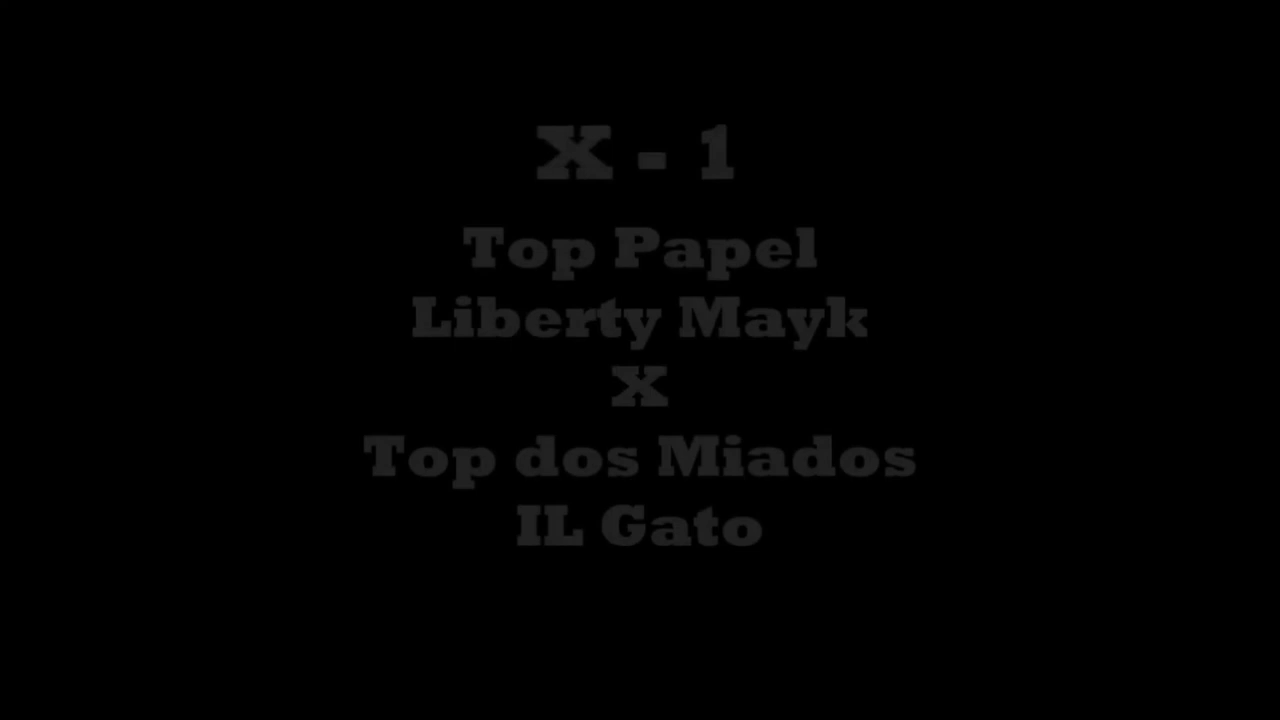 X - 1
Top Papel
Liberty Mayk
X
Top dos Miados
IL Gato